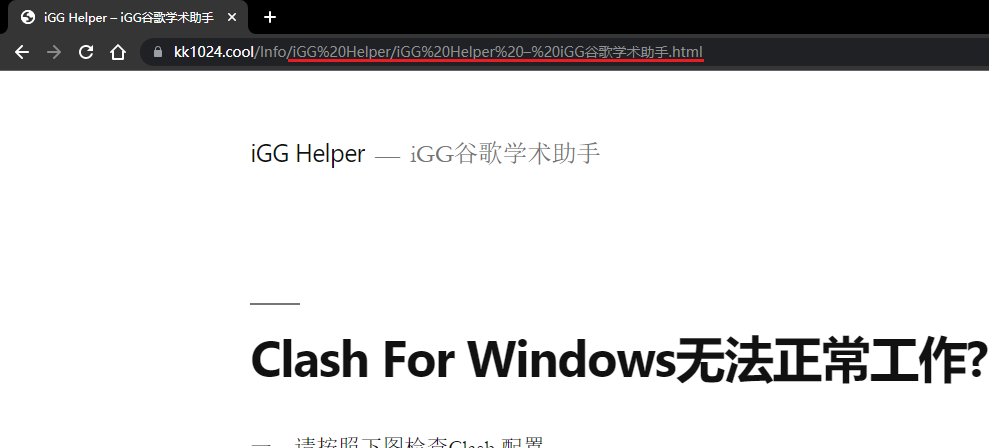 iGG Helper – iGG谷歌学术助手
kk1024.cool/Info/iGG%20Helper/iGG%20Helper%20–%20iGG谷歌学术助手.html
iGG Helper — iGG谷歌学术助手
Clash For Windows无法正常工作?
一、请按照下图检查Clash 配置